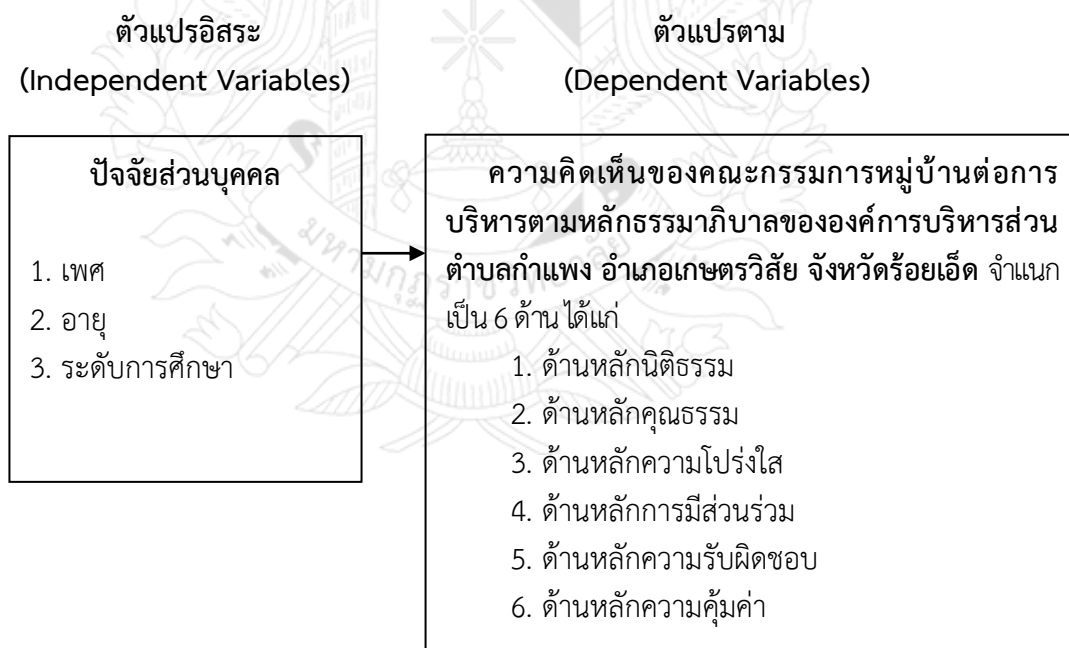 ตัวแปรอิสระ
(Independent Variables)
ตัวแปรตาม
(Dependent Variables)
ปัจจัยส่วนบุคคล
1. เพศ
2. อายุ
3. ระดับการศึกษา
ความคิดเห็นของคณะกรรมการหมู่บ้านต่อการ
บริหารตามหลักธรรมาภิบาลขององค์การบริหารส่วน
ตำบลกำแพง อำเภอเกษตรวิสัย จังหวัดร้อยเอ็ด จำแนก
เป็น 6 ด้าน ได้แก่
1. ด้านหลักนิติธรรม
2. ด้านหลักคุณธรรม
3. ด้านหลักความโปร่งใส
4. ด้านหลักการมีส่วนร่วม
5. ด้านหลักความรับผิดชอบ
6. ด้านหลักความคุ้มค่า